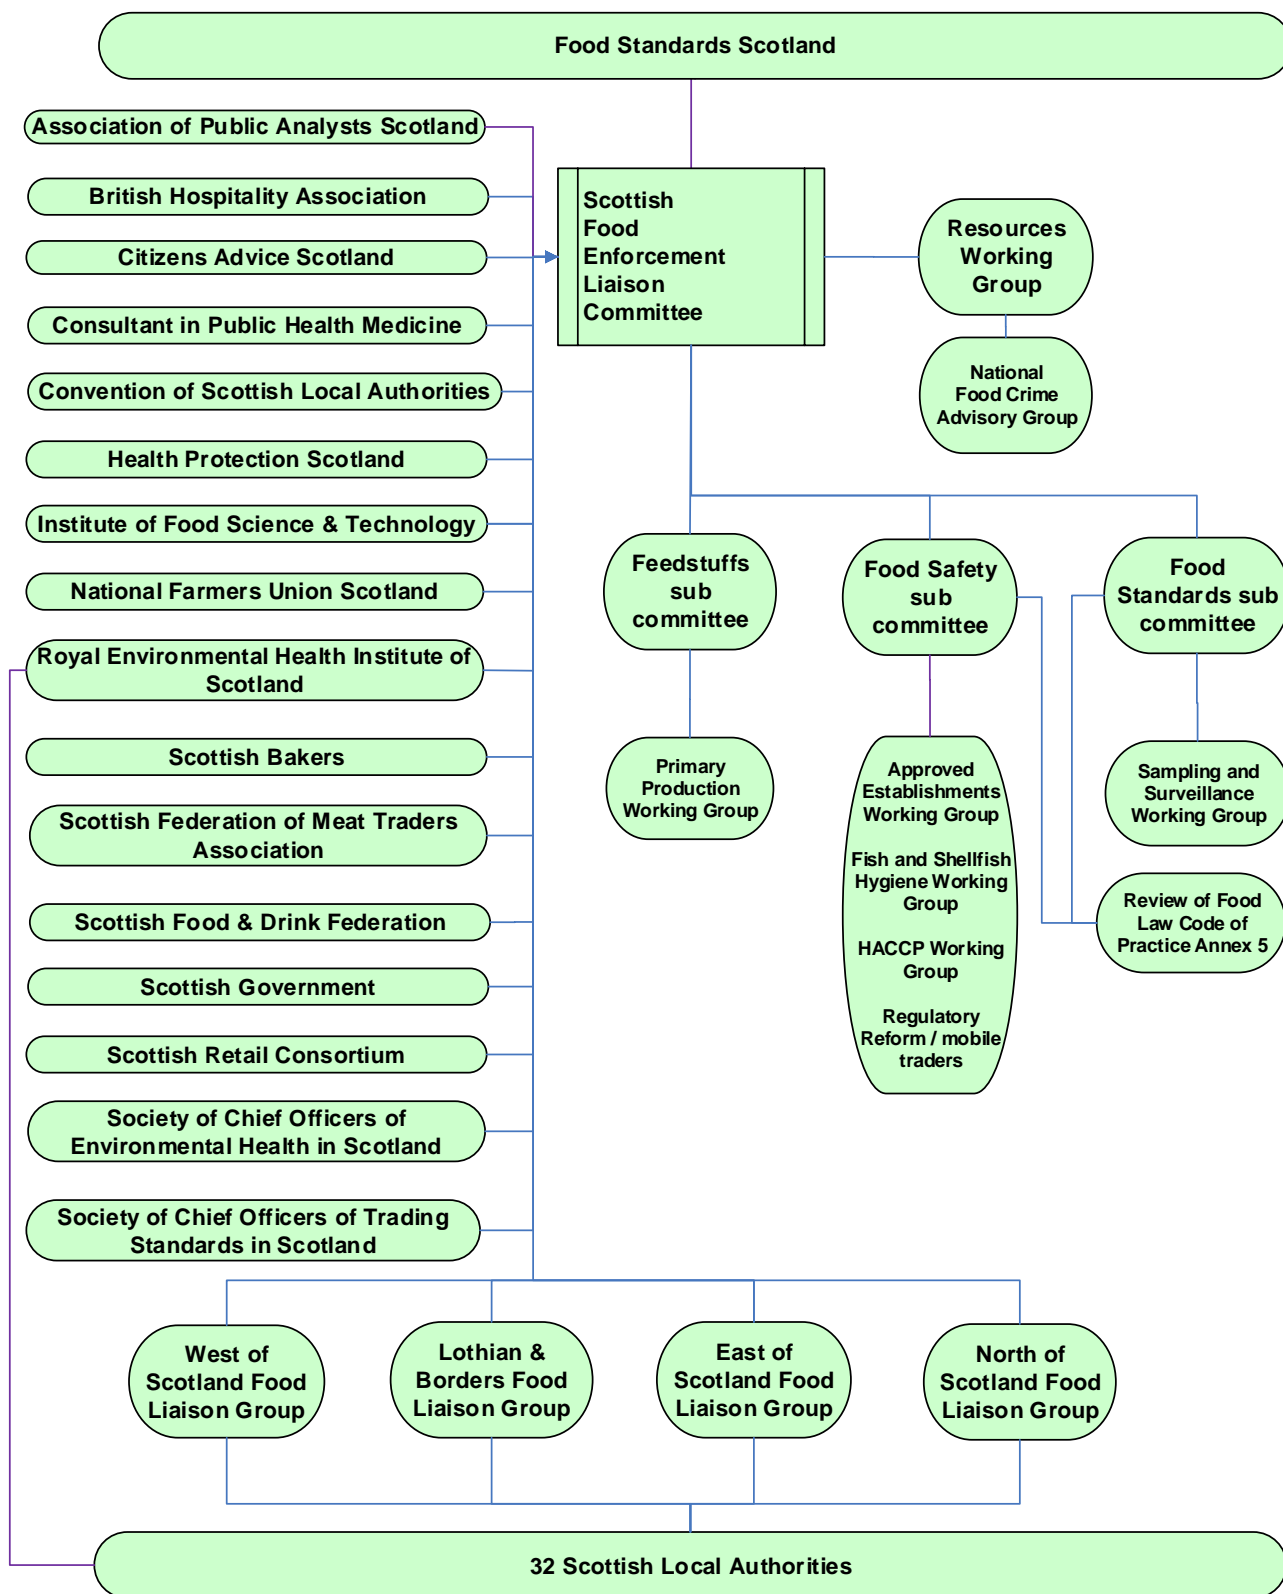 Food Standards Scotland
Association of Public Analysts Scotland
British Hospitality Association
Citizens Advice Scotland
Consultant in Public Health Medicine
Convention of Scottish Local Authorities
Health Protection Scotland
Institute of Food Science & Technology
National Farmers Union Scotland
Royal Environmental Health Institute of
Scotland
Scottish Bakers
Scottish Federation of Meat Traders
Association
Scottish Food & Drink Federation
Scottish Government
Scottish Retail Consortium
Society of Chief Officers of
Environmental Health in Scotland
Society of Chief Officers of Trading
Standards in Scotland
Scottish
Food
Enforcement
Liaison
Committee
Resources
Working
Group
National
Food Crime
Advisory Group
Feedstuffs
sub
committee
Food Safety
sub
committee
Food
Standards sub
committee
Primary
Production
Working Group
Approved
Establishments
Working Group
Fish and Shellfish
Hygiene Working
Group
HACCP Working
Group
Regulatory
Reform / mobile
traders
Sampling and
Surveillance
Working Group
Review of Food
Law Code of
Practice Annex 5
West of
Scotland Food
Liaison Group
Lothian &
Borders Food
Liaison Group
East of
Scotland Food
Liaison Group
North of
Scotland Food
Liaison Group
32 Scottish Local Authorities